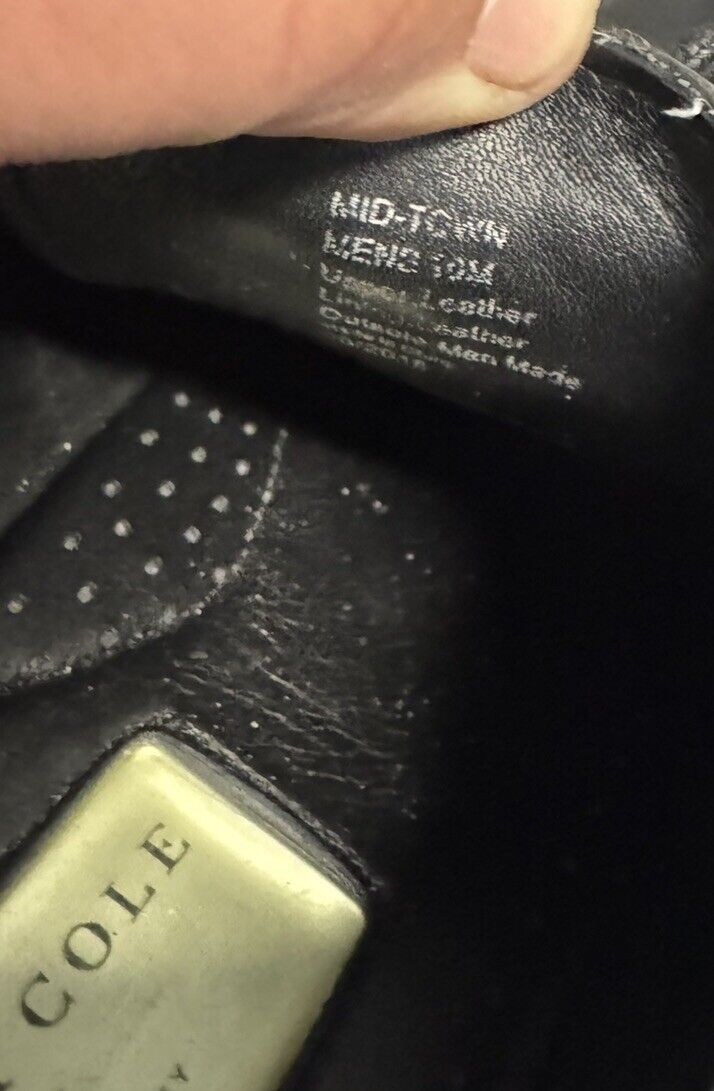 MID-TOWN
MENS 10M
Upper Leather
Lining Leather
Outsole Man Made
COLE